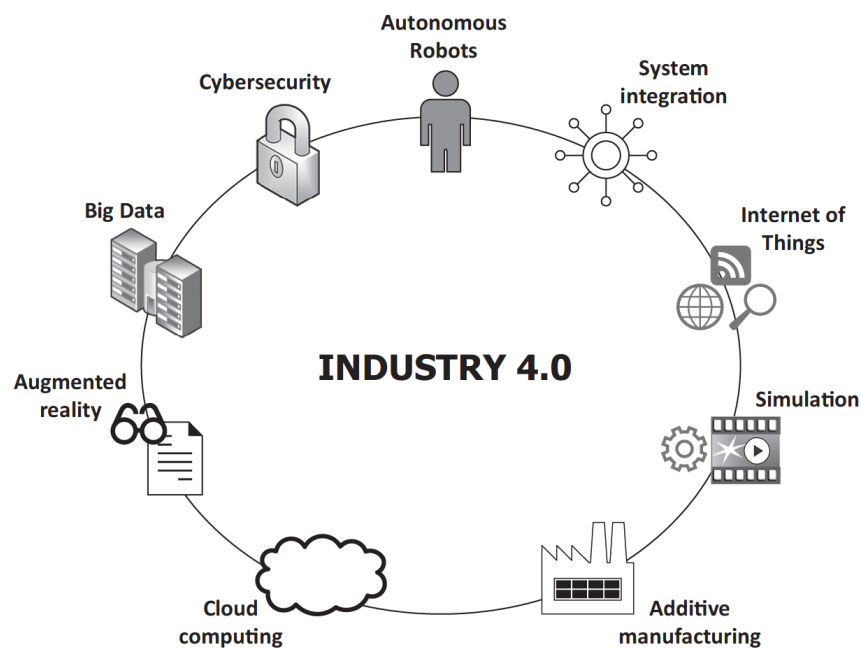 Autonomous
Robots
System
integration
Internet of
Things
Simulation
Additive
manufacturing
Cloud
computing
Augmented
reality
Big Data
Cybersecurity
INDUSTRY 4.0